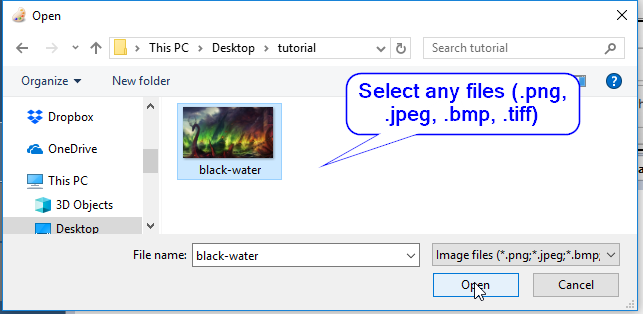 Open
This PC > Desktop > tutorial
Search tutorial
Organize
New folder
Select any files (.png,
.jpeg, .bmp, .tiff)
Dropbox
OneDrive
This PC
3D Objects
Desktop
black-water
File name:
black-water
Image files (*.png;*.jpeg;*.bmp;
Open
Cancel